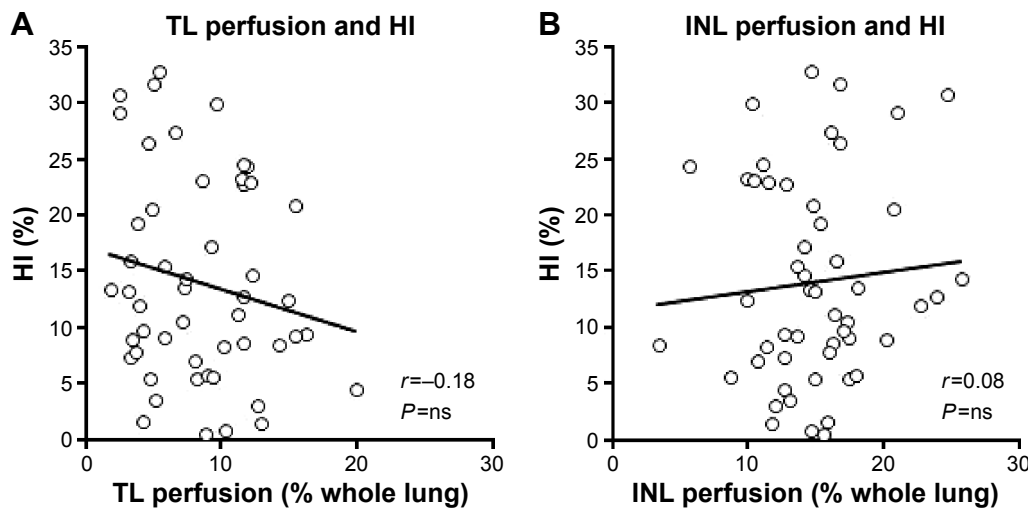 A
TL perfusion and HI
35
30
25
20
15
10
5
0
HI (%)
r=–0.18
P=ns
0 10 20 30
TL perfusion (% whole lung)
B
INL perfusion and HI
35
30
25
20
15
10
5
0
HI (%)
r=0.08
P=ns
0 10 20 30
INL perfusion (% whole lung)